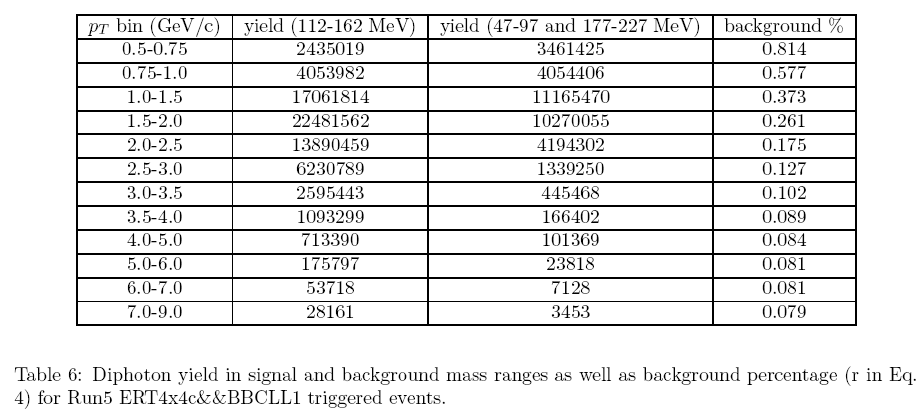 pT bin (GeV/c) yield (112-162 MeV) yield (47-97 and 177-227 MeV) background %
0.5-0.75 2435019 3461425 0.814
0.75-1.0 4053982 4054406 0.577
1.0-1.5 17061814 11165470 0.373
1.5-2.0 22481562 10270055 0.261
2.0-2.5 13890459 4194302 0.175
2.5-3.0 6230789 1339250 0.127
3.0-3.5 2595443 445468 0.102
3.5-4.0 1093299 166402 0.089
4.0-5.0 713390 101369 0.084
5.0-6.0 175797 23818 0.081
6.0-7.0 53718 7128 0.081
7.0-9.0 28161 3453 0.079
Table 6: Diphoton yield in signal and background mass ranges as well as background percentage (r in Eq.
4) for Run5 ERT4x4c&&BBCLL1 triggered events.